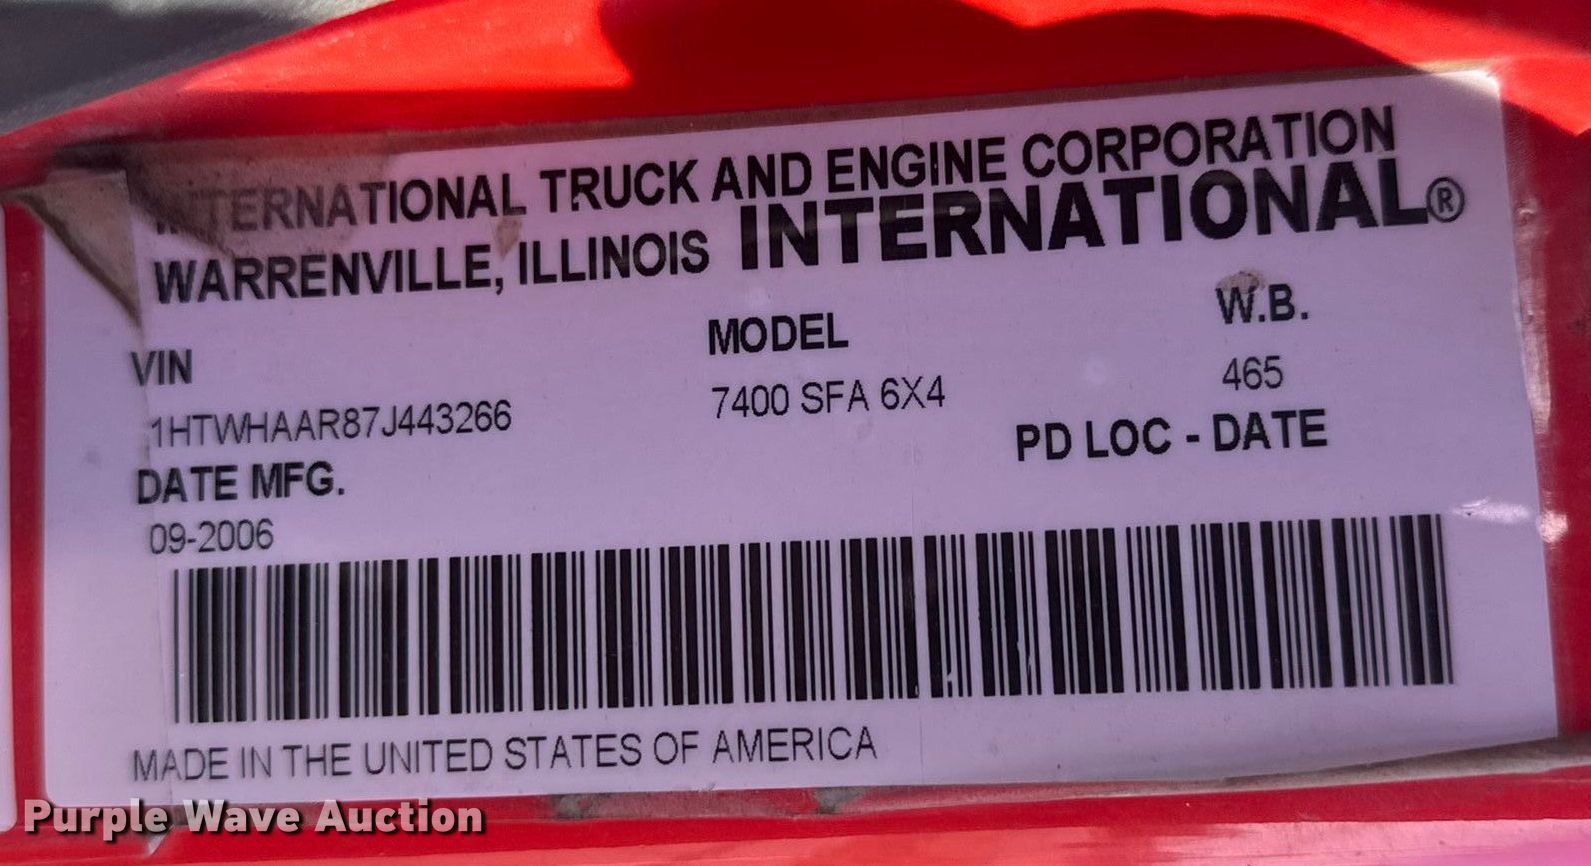 INTERNATIONAL TRUCK AND ENGINE CORPORATION
WARRENVILLE, ILLINOIS INTERNATIONAL®
VIN MODEL W.B.
1HTWHAAR87J443266 7400 SFA 6X4 465
DATE MFG. PD LOC - DATE
09-2006
MADE IN THE UNITED STATES OF AMERICA
Purple Wave Auction